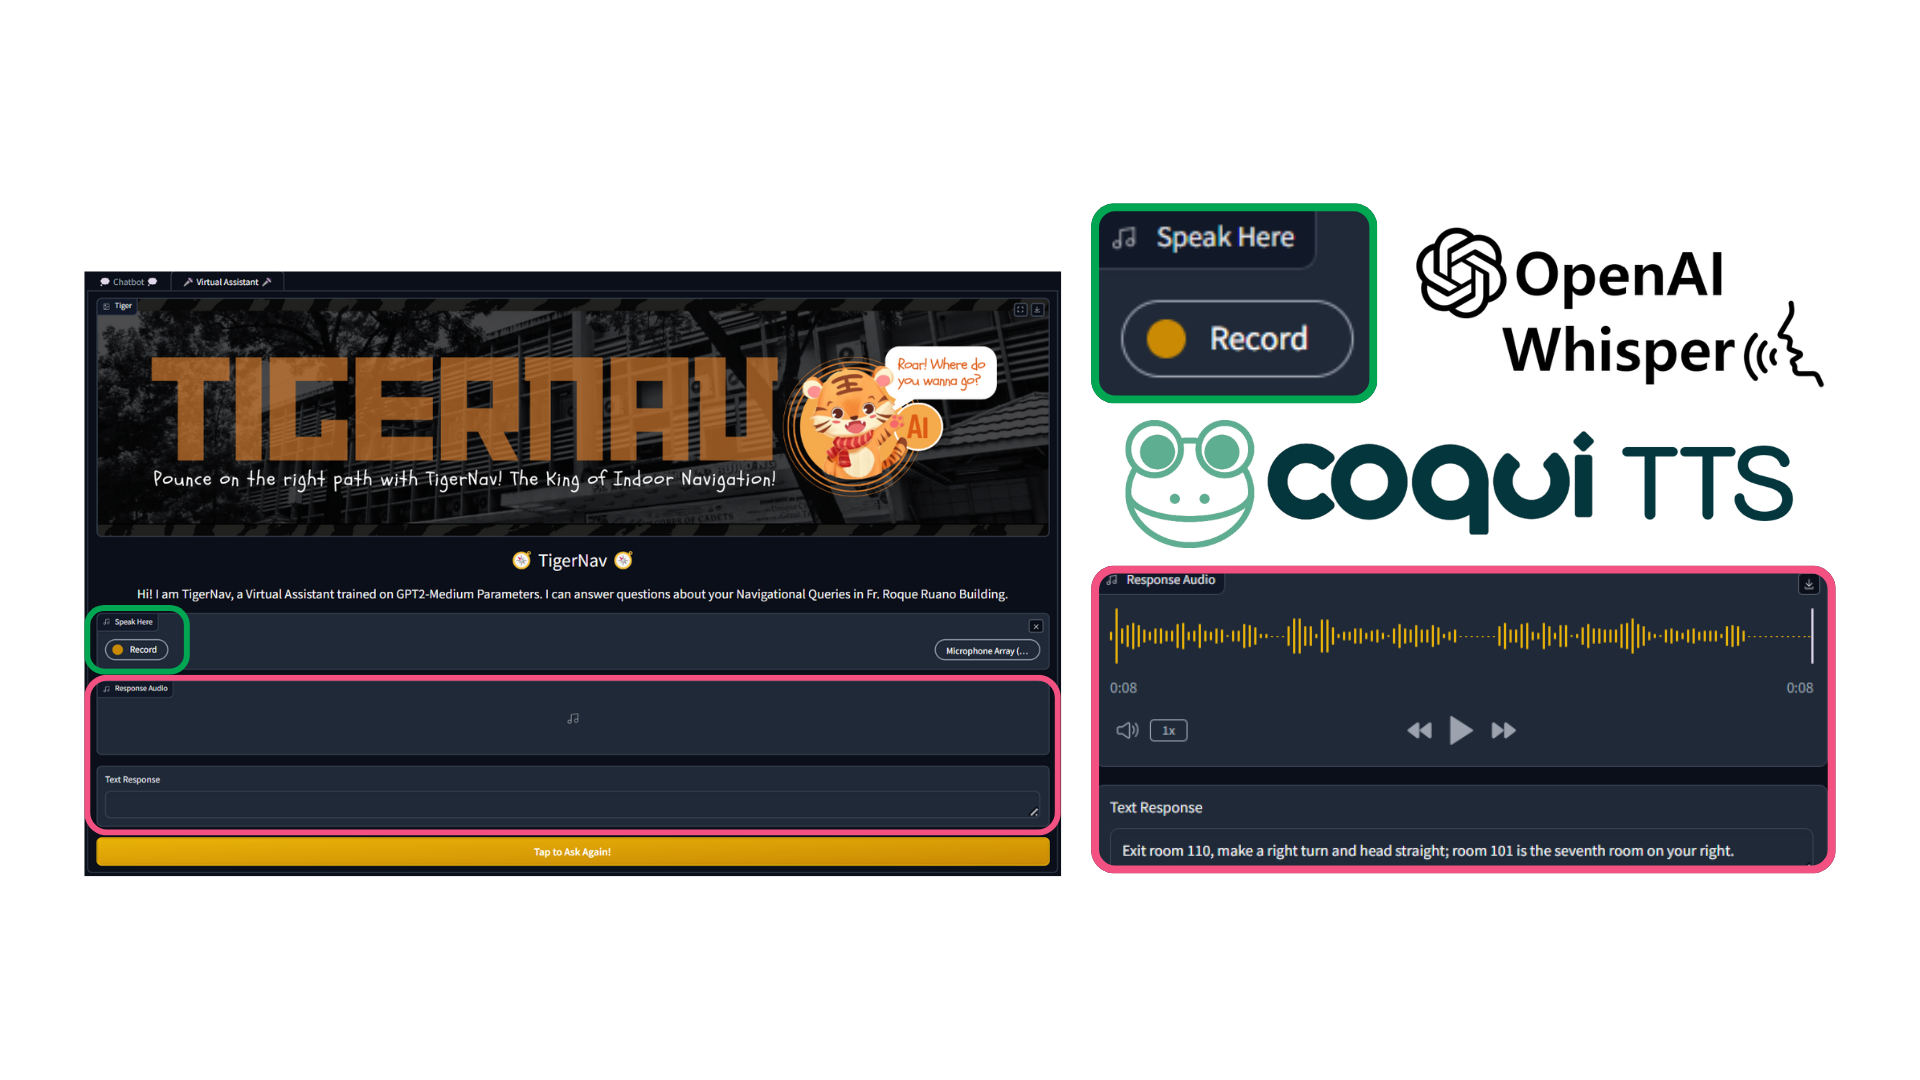 Chatbot
Virtual Assistant
Tiger
TIGERNAV
Roar! Where do
you wanna go?
AI
Pounce on the right path with TigerNav! The King of Indoor Navigation!
TigerNav
Hi! I am TigerNav, a Virtual Assistant trained on GPT2-Medium Parameters. I can answer questions about your Navigational Queries in Fr. Roque Ruano Building.
Speak Here
Record
Microphone Array (...
Response Audio
Text Response
Tap to Ask Again!
Speak Here
Record
OpenAI
Whisper
coqui TTS
Response Audio
0:08
0:08
1x
Text Response
Exit room 110, make a right turn and head straight; room 101 is the seventh room on your right.